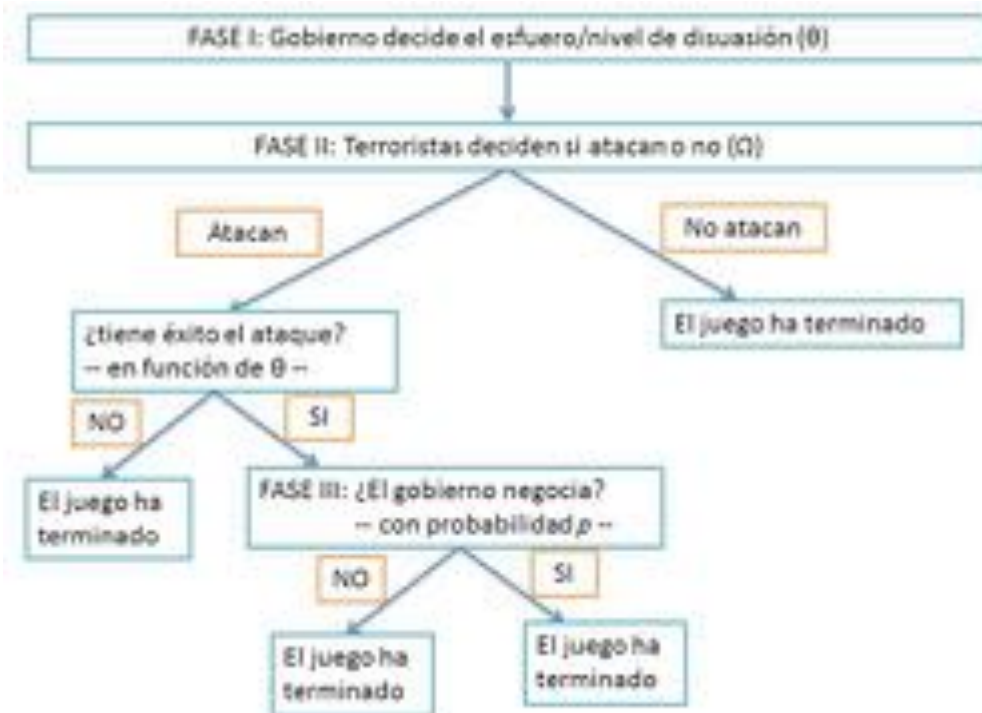 FASE I: Gobierno decide el esfuero/nivel de disuasión (θ)
FASE II: Terroristas deciden si atacan o no (Ω)
Atacan
No atacan
¿tiene éxito el ataque?
-- en función de θ --
El juego ha terminado
NO
SI
El juego ha
terminado
FASE III: ¿El gobierno negocia?
-- con probabilidad p --
NO
SI
El juego ha
terminado
El juego ha
terminado